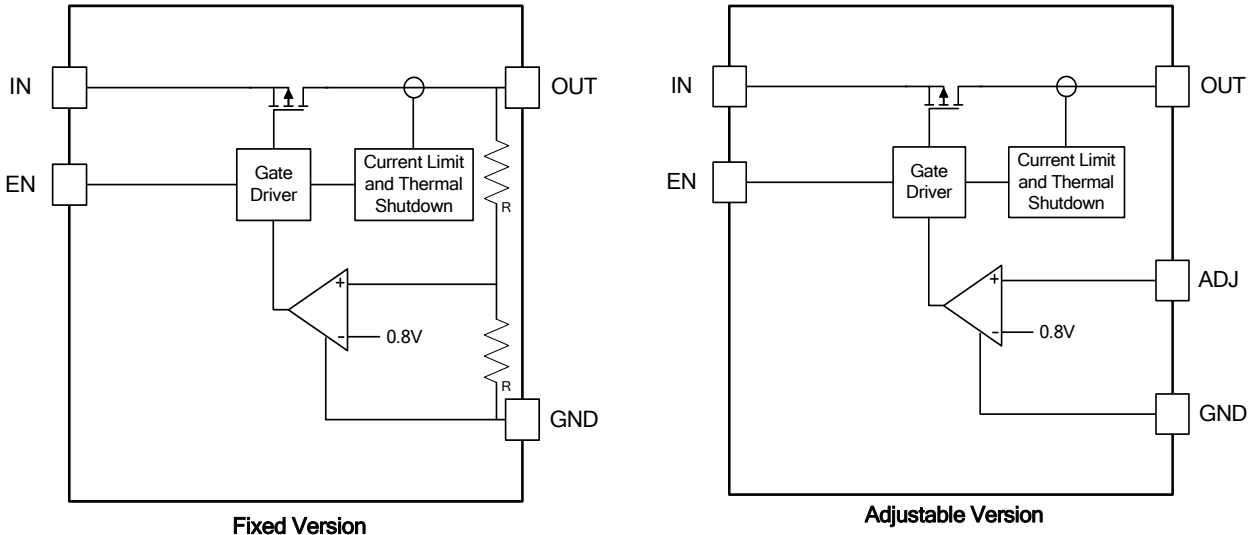 IN
OUT
EN
Gate
Driver
Current Limit
and Thermal
Shutdown
R
+
-
0.8V
R
GND
Fixed Version
IN
OUT
EN
Gate
Driver
Current Limit
and Thermal
Shutdown
+
ADJ
-
0.8V
GND
Adjustable Version